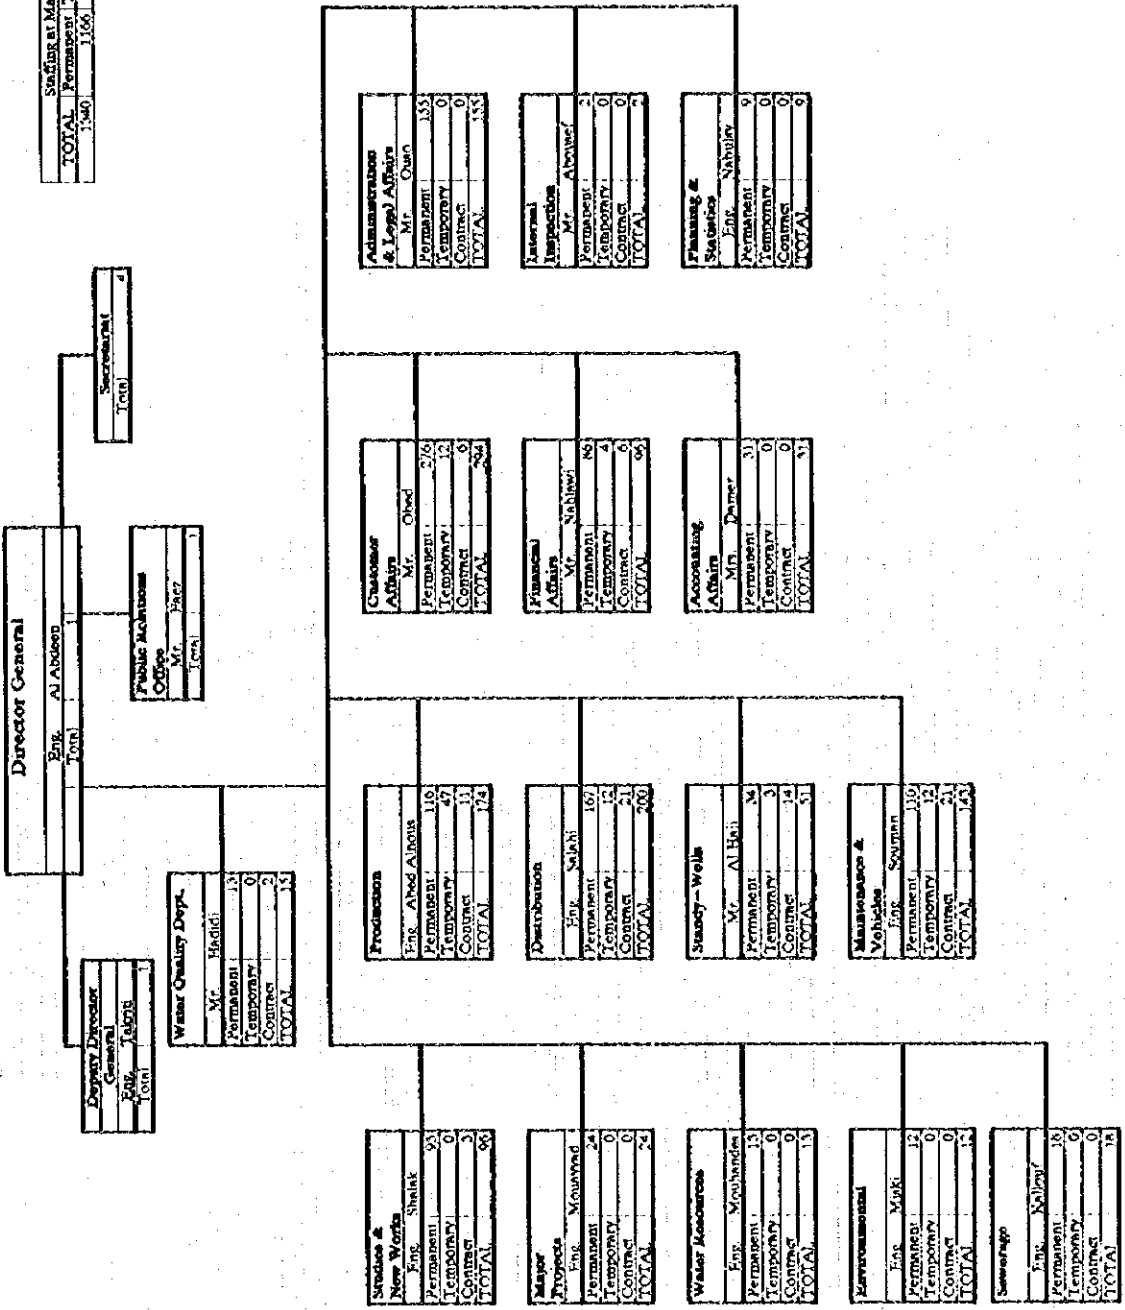 Staffing at Ma
TOTAL Permanent
1340 1166
Director General
Eng. Al Abdeen
Total 1
Secretariat
Total 4
Public Relations
Office
Mr. Faez
Total 1
Deputy Director
General
Eng. Takriti
Total 1
Water Quality Dept.
Mr. Hadidi
Permanent 13
Temporary 0
Contract 2
TOTAL 15
Studies &
New Works
Eng. Shalak
Permanent 93
Temporary 0
Contract 3
TOTAL 96
Major
Projects
Eng. Mouayyad
Permanent 24
Temporary 0
Contract 0
TOTAL 24
Water Resources
Eng. Mouhandes
Permanent 13
Temporary 0
Contract 0
TOTAL 13
Environmental
Eng. Miski
Permanent 12
Temporary 0
Contract 0
TOTAL 12
Sewerage
Eng. Kallouf
Permanent 18
Temporary 0
Contract 0
TOTAL 18
Production
Eng. Abed Alnous
Permanent 116
Temporary 47
Contract 11
TOTAL 174
Distribution
Eng. Salahi
Permanent 167
Temporary 12
Contract 21
TOTAL 200
Study-Wells
Mr. Al Haji
Permanent 34
Temporary 3
Contract 14
TOTAL 51
Maintenance &
Vehicles
Eng. Souman
Permanent 110
Temporary 12
Contract 21
TOTAL 143
Customer
Affairs
Mr. Obed
Permanent 276
Temporary 12
Contract 6
TOTAL 294
Financial
Affairs
Mr. Nahlawi
Permanent 86
Temporary 4
Contract 6
TOTAL 96
Accounting
Affairs
Mrs. Damer
Permanent 31
Temporary 0
Contract 0
TOTAL 31
Administration
& Legal Affairs
Mr.
Permanent 155
Temporary 0
Contract 0
TOTAL 155
Internal
Inspection
Mr.
Permanent 2
Temporary 0
Contract 0
TOTAL 2
Planning &
Statistics
Eng. Nabulsy
Permanent 9
Temporary 0
Contract 0
TOTAL 9